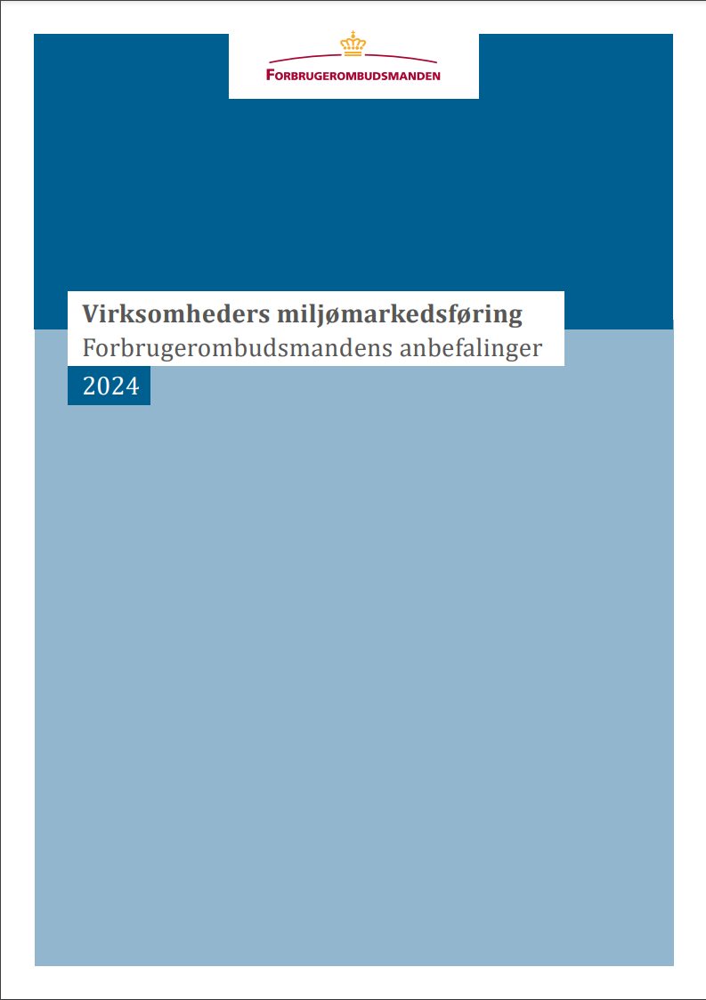 FORBRUGEROMBUDSMANDEN
Virksomheders miljømarkedsføring
Forbrugerombudsmandens anbefalinger
2024